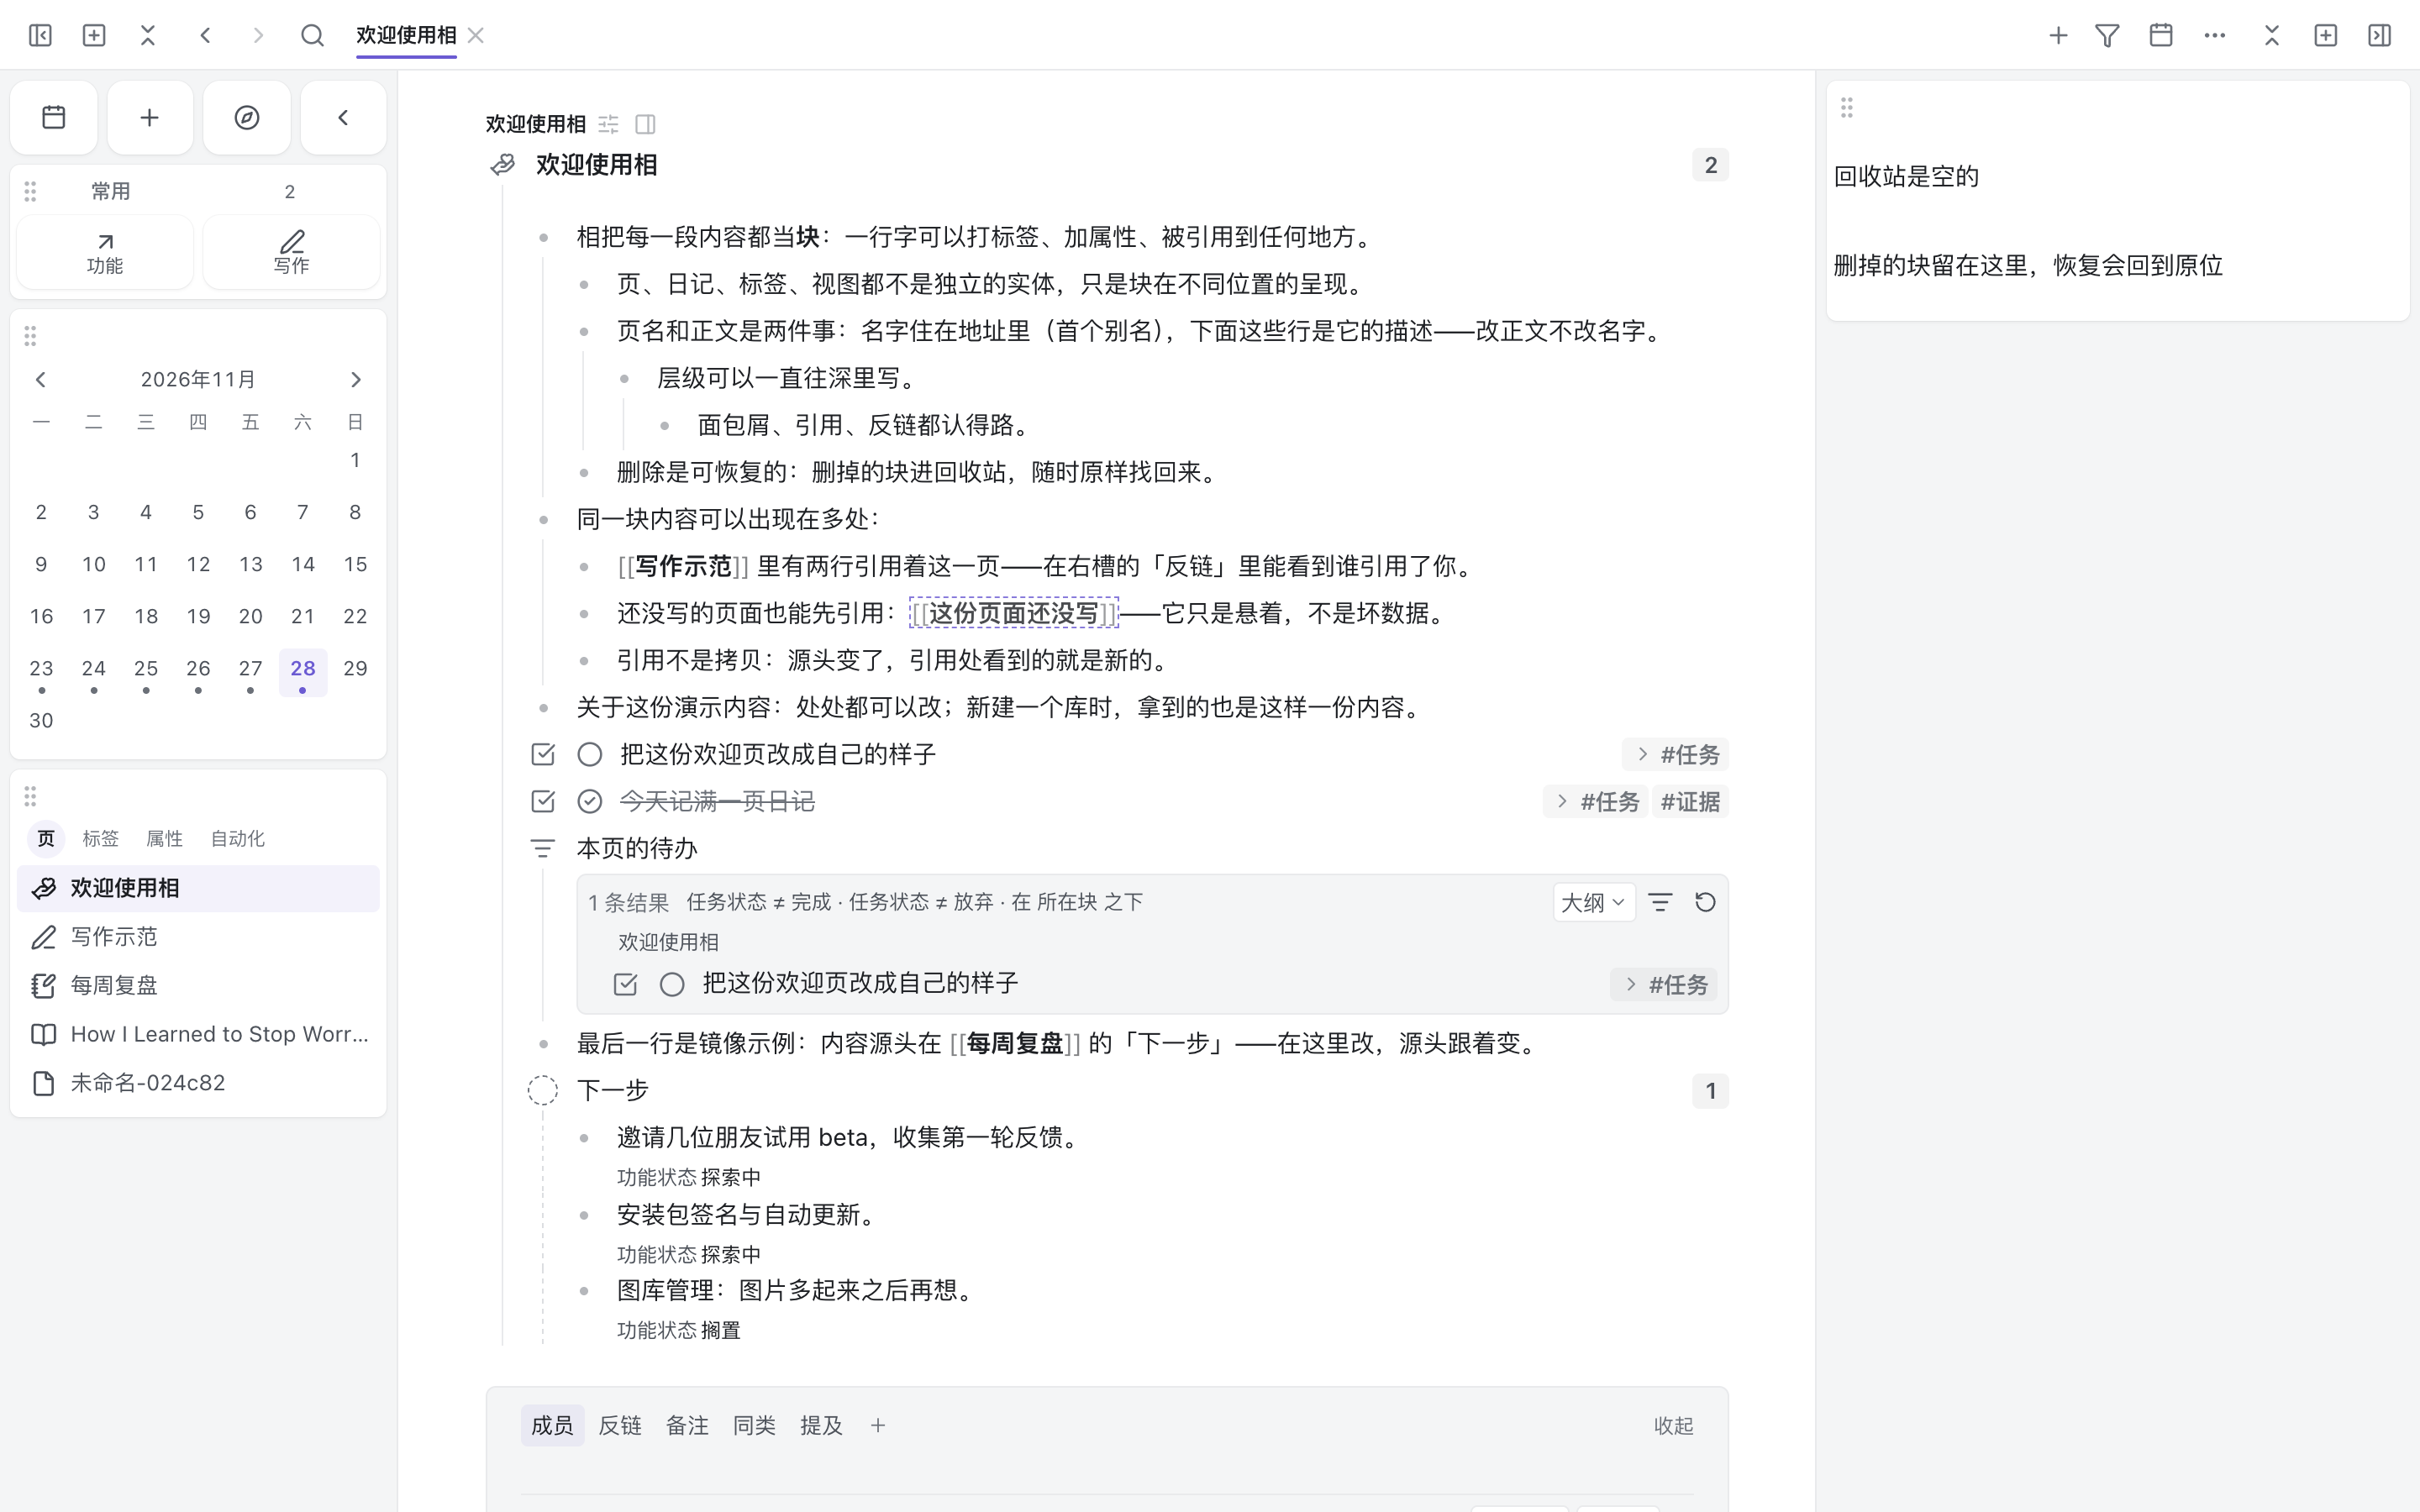 欢迎使用相
常用 2
功能 写作
2026年11月
一 二 三 四 五 六 日
1
2 3 4 5 6 7 8
9 10 11 12 13 14 15
16 17 18 19 20 21 22
23 24 25 26 27 28 29
30
页 标签 属性 自动化
欢迎使用相
写作示范
每周复盘
How I Learned to Stop Worr...
未命名-024c82
欢迎使用相
欢迎使用相 2
相把每一段内容都当块：一行字可以打标签、加属性、被引用到任何地方。
页、日记、标签、视图都不是独立的实体，只是块在不同位置的呈现。
页名和正文是两件事：名字住在地址里（首个别名），下面这些行是它的描述——改正文不改名字。
层级可以一直往深里写。
面包屑、引用、反链都认得路。
删除是可恢复的：删掉的块进回收站，随时原样找回来。
同一块内容可以出现在多处：
[[写作示范]] 里有两行引用着这一页——在右槽的「反链」里能看到谁引用了你。
还没写的页面也能先引用：[[这份页面还没写]]——它只是悬着，不是坏数据。
引用不是拷贝：源头变了，引用处看到的就是新的。
关于这份演示内容：处处都可以改；新建一个库时，拿到的也是这样一份内容。
把这份欢迎页改成自己的样子 #任务
今天记满一页日记 #任务 #证据
本页的待办
1 条结果 任务状态 ≠ 完成 · 任务状态 ≠ 放弃 · 在 所在块 之下 大纲
欢迎使用相
把这份欢迎页改成自己的样子 #任务
最后一行是镜像示例：内容源头在 [[每周复盘]] 的「下一步」——在这里改，源头跟着变。
下一步 1
邀请几位朋友试用 beta，收集第一轮反馈。
功能状态 探索中
安装包签名与自动更新。
功能状态 探索中
图库管理：图片多起来之后再想。
功能状态 搁置
成员 反链 备注 同类 提及 收起
回收站是空的
删掉的块留在这里，恢复会回到原位